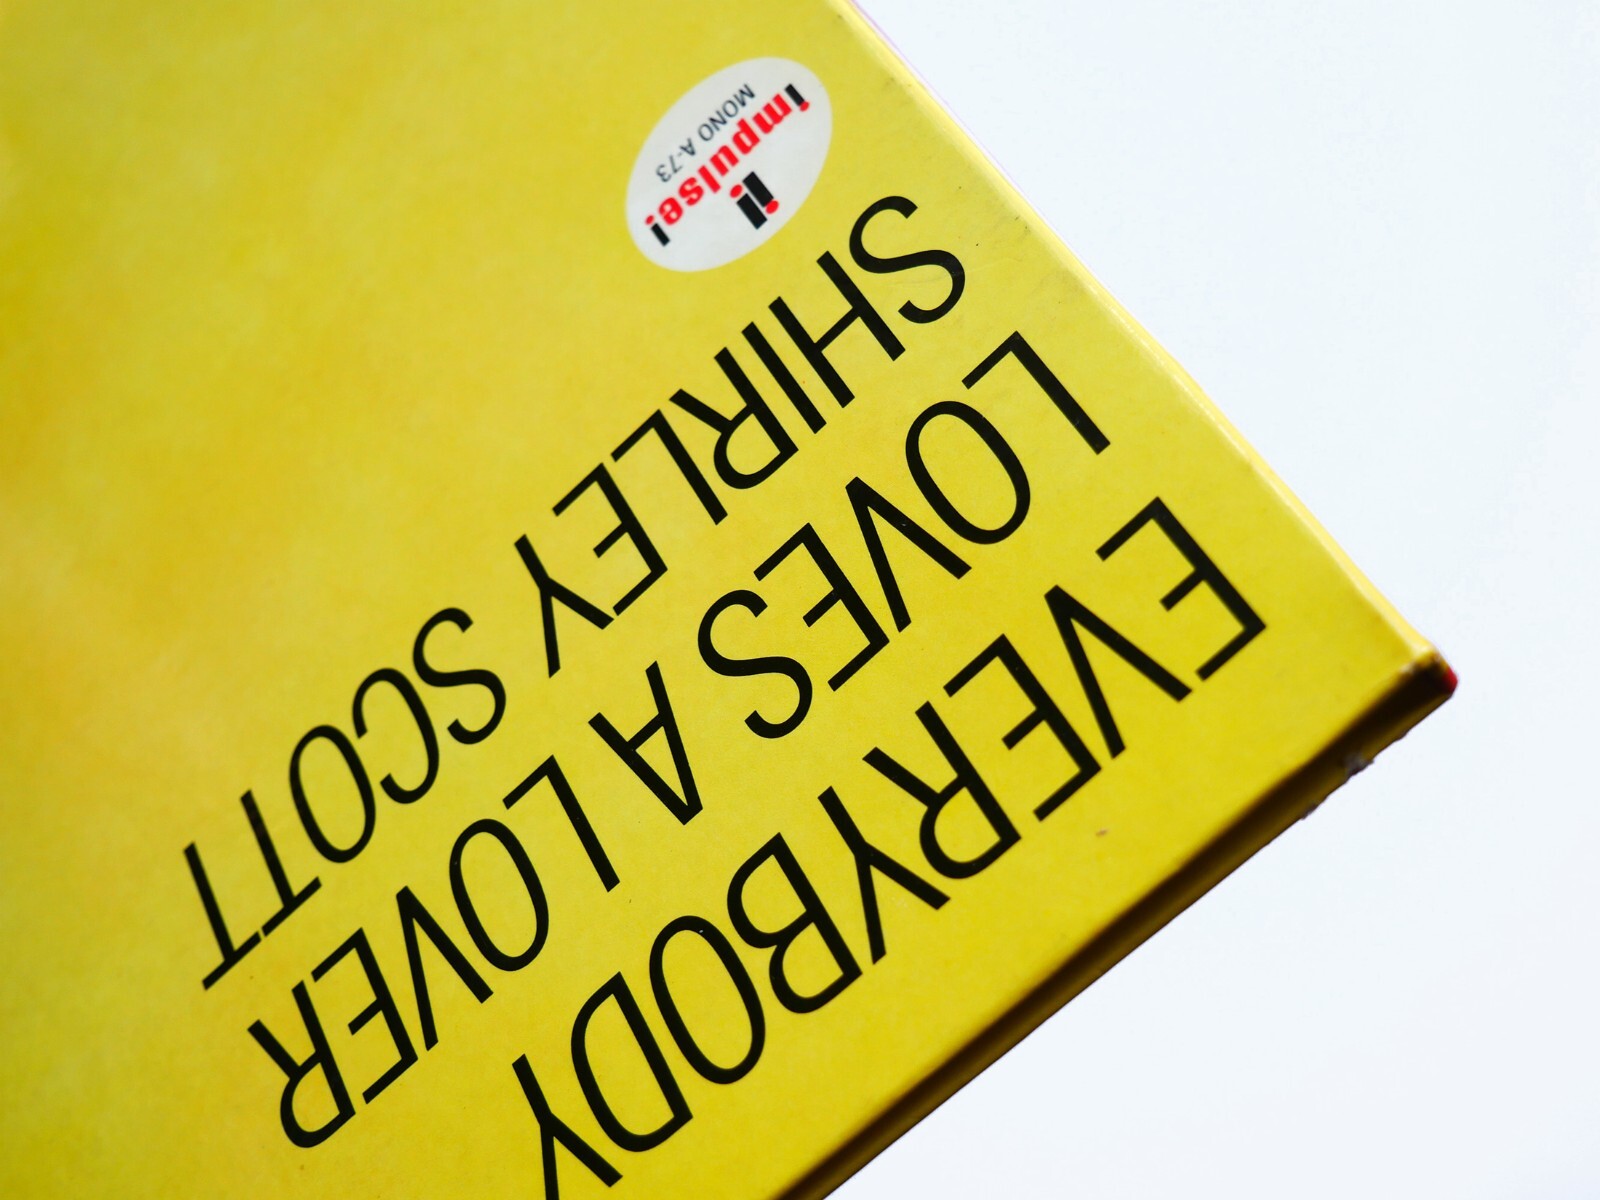 EVERYBODY
LOVES A LOVER
SHIRLEY SCOTT
i!
impulse!
MONO A-73